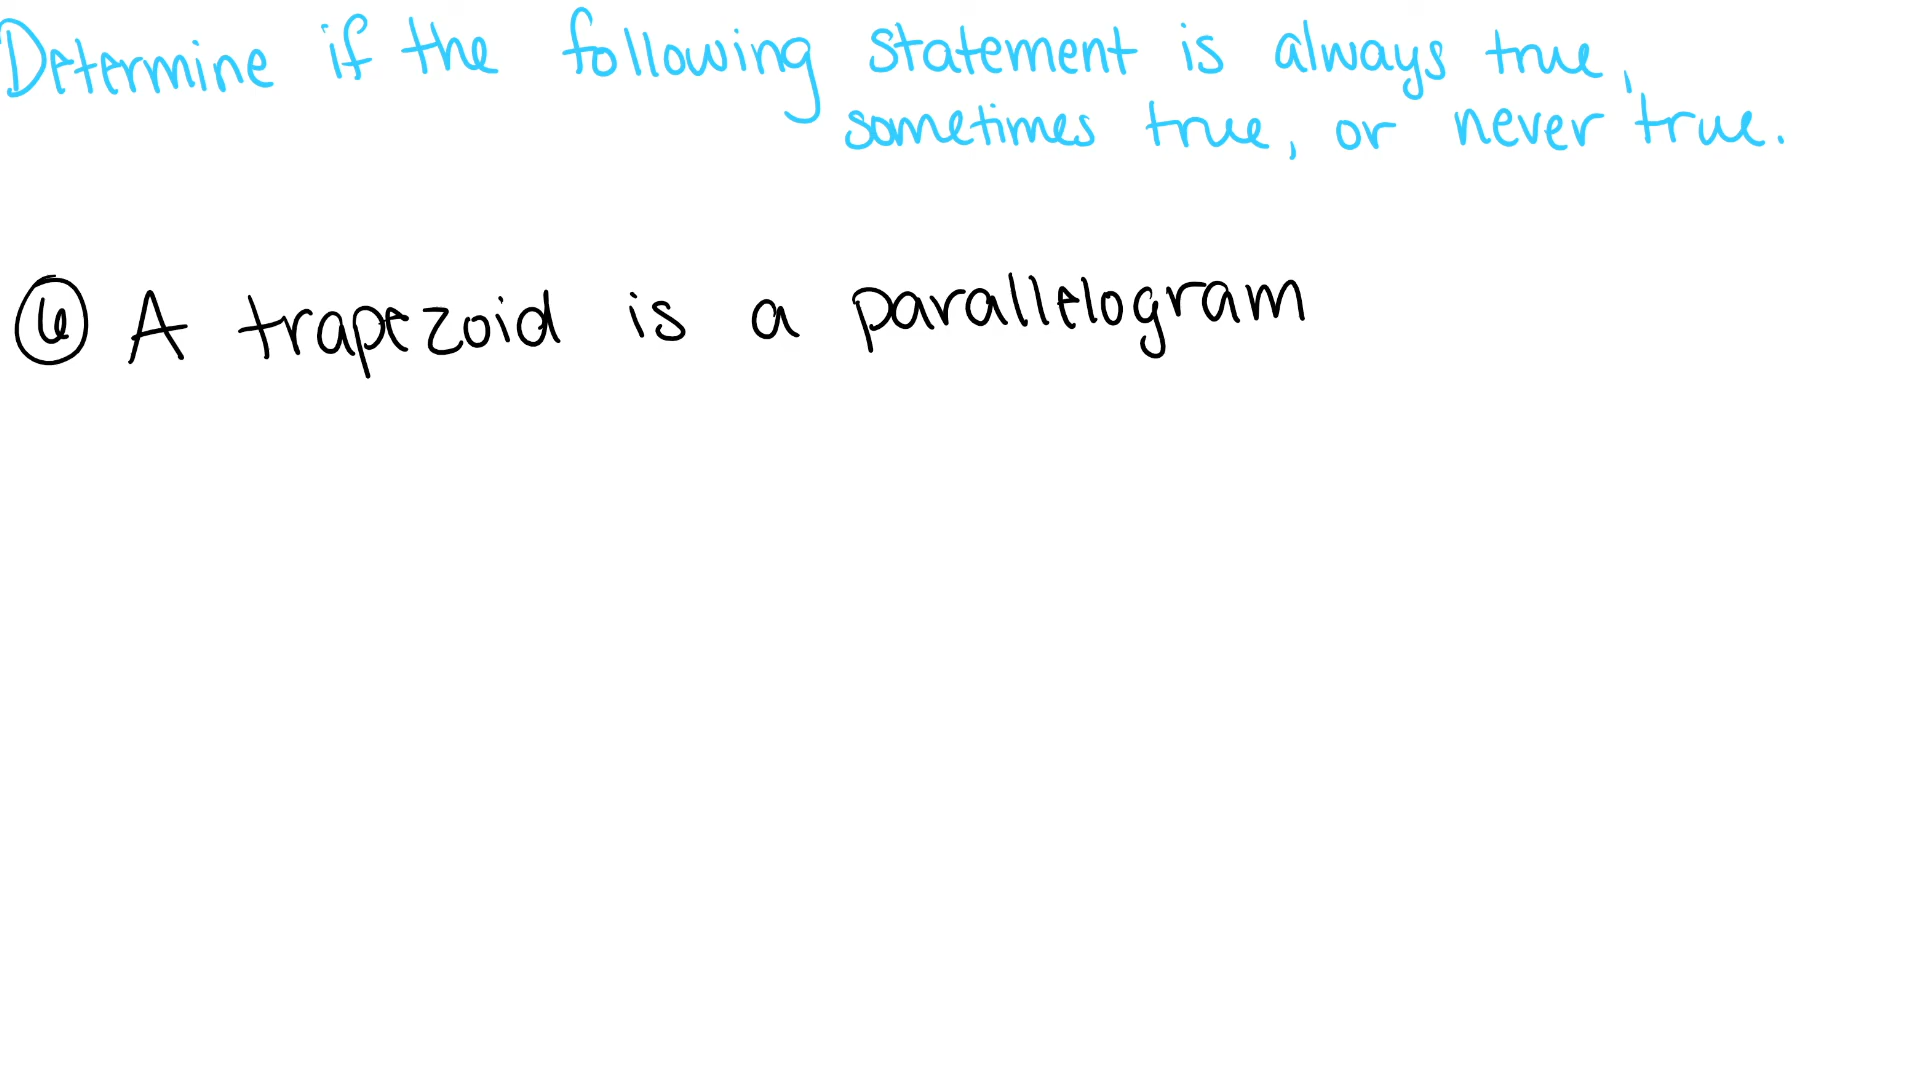 Determine if the following statement is always true,
sometimes true, or never true.
⑥ A trapezoid is a parallelogram